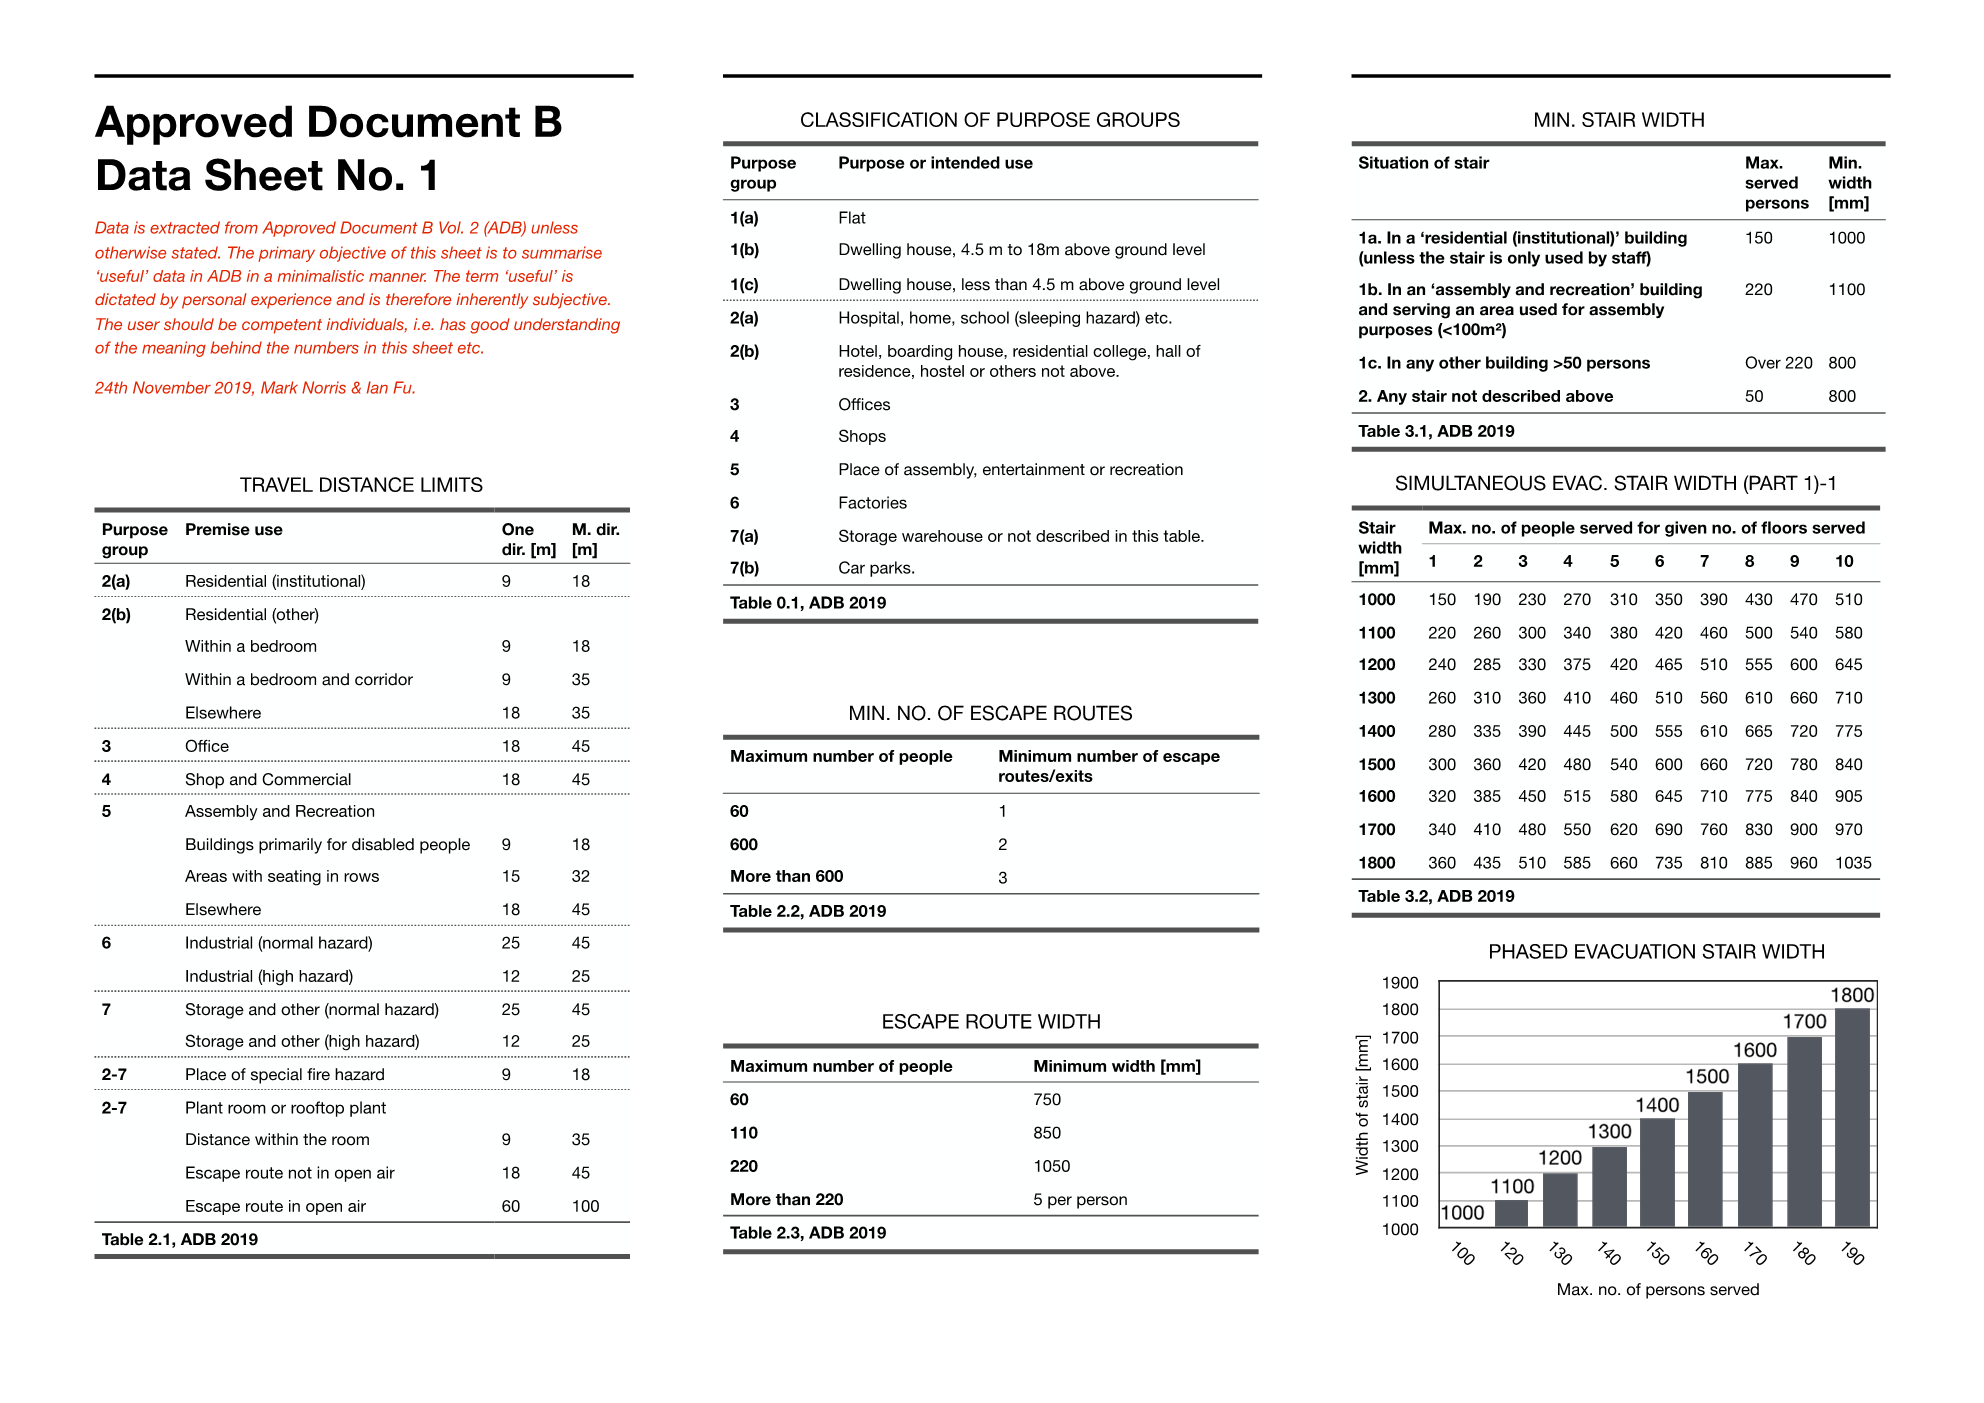 Approved Document B
Data Sheet No. 1
Data is extracted from Approved Document B Vol. 2 (ADB) unless
otherwise stated. The primary objective of this sheet is to summarise
‘useful’ data in ADB in a minimalistic manner. The term ‘useful’ is
dictated by personal experience and is therefore inherently subjective.
The user should be competent individuals, i.e. has good understanding
of the meaning behind the numbers in this sheet etc.
24th November 2019, Mark Norris & Ian Fu.
TRAVEL DISTANCE LIMITS
Purpose group Premise use One dir. [m] M. dir. [m]
2(a) Residential (institutional) 9 18
2(b) Residential (other)
Within a bedroom 9 18
Within a bedroom and corridor 9 35
Elsewhere 18 35
3 Office 18 45
4 Shop and Commercial 18 45
5 Assembly and Recreation
Buildings primarily for disabled people 9 18
Areas with seating in rows 15 32
Elsewhere 18 45
6 Industrial (normal hazard) 25 45
Industrial (high hazard) 12 25
7 Storage and other (normal hazard) 25 45
Storage and other (high hazard) 12 25
2-7 Place of special fire hazard 9 18
2-7 Plant room or rooftop plant
Distance within the room 9 35
Escape route not in open air 18 45
Escape route in open air 60 100
Table 2.1, ADB 2019
CLASSIFICATION OF PURPOSE GROUPS
Purpose group Purpose or intended use
1(a) Flat
1(b) Dwelling house, 4.5 m to 18m above ground level
1(c) Dwelling house, less than 4.5 m above ground level
2(a) Hospital, home, school (sleeping hazard) etc.
2(b) Hotel, boarding house, residential college, hall of
residence, hostel or others not above.
3 Offices
4 Shops
5 Place of assembly, entertainment or recreation
6 Factories
7(a) Storage warehouse or not described in this table.
7(b) Car parks.
Table 0.1, ADB 2019
MIN. NO. OF ESCAPE ROUTES
Maximum number of people Minimum number of escape
routes/exits
60 1
600 2
More than 600 3
Table 2.2, ADB 2019
ESCAPE ROUTE WIDTH
Maximum number of people Minimum width [mm]
60 750
110 850
220 1050
More than 220 5 per person
Table 2.3, ADB 2019
MIN. STAIR WIDTH
Situation of stair Max. served persons Min. width [mm]
1a. In a ‘residential (institutional)’ building 150 1000
(unless the stair is only used by staff)
1b. In an ‘assembly and recreation’ building 220 1100
and serving an area used for assembly
purposes (<100m²)
1c. In any other building >50 persons Over 220 800
2. Any stair not described above 50 800
Table 3.1, ADB 2019
SIMULTANEOUS EVAC. STAIR WIDTH (PART 1)-1
Stair width [mm] Max. no. of people served for given no. of floors served
1 2 3 4 5 6 7 8 9 10
1000 150 190 230 270 310 350 390 430 470 510
1100 220 260 300 340 380 420 460 500 540 580
1200 240 285 330 375 420 465 510 555 600 645
1300 260 310 360 410 460 510 560 610 660 710
1400 280 335 390 445 500 555 610 665 720 775
1500 300 360 420 480 540 600 660 720 780 840
1600 320 385 450 515 580 645 710 775 840 905
1700 340 410 480 550 620 690 760 830 900 970
1800 360 435 510 585 660 735 810 885 960 1035
Table 3.2, ADB 2019
PHASED EVACUATION STAIR WIDTH
Width of stair [mm]
1900
1800
1700
1600
1500
1400
1300
1200
1100
1000
1000 1100 1200 1300 1400 1500 1600 1700 1800
100 120 130 140 150 160 170 180 190
Max. no. of persons served